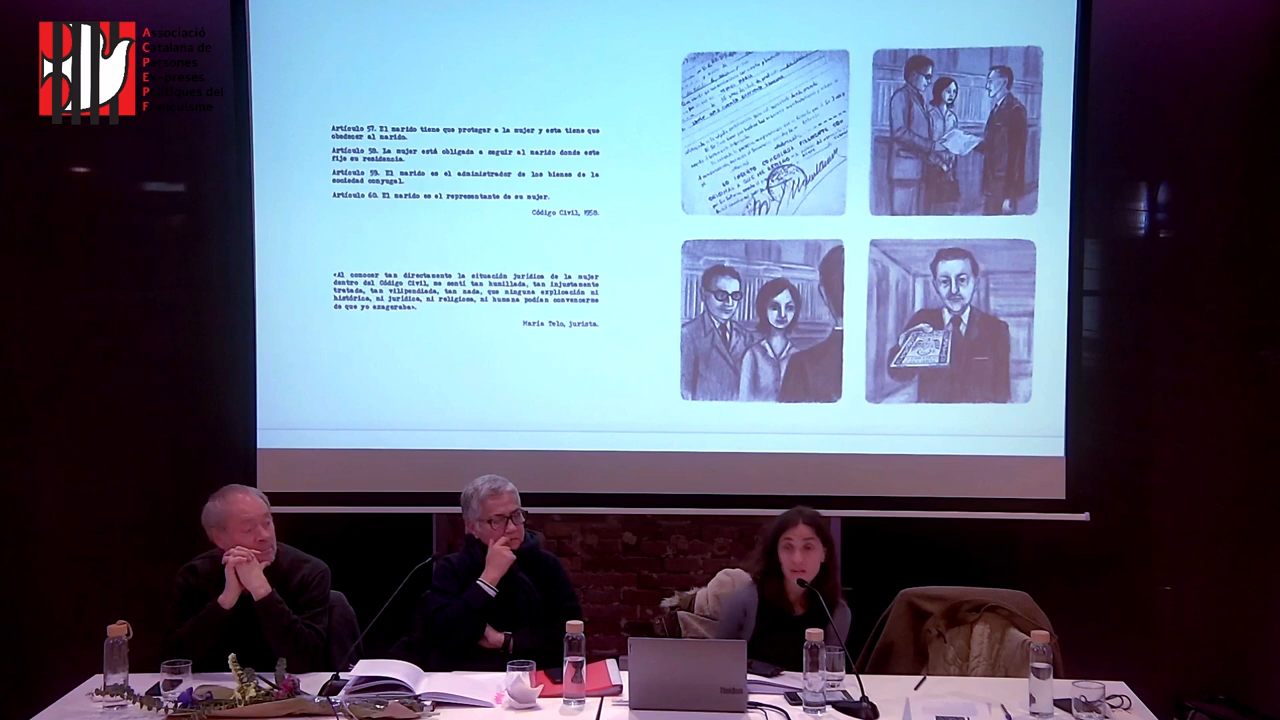 Associació
Catalana de
Persones
Ex-preses
Polítiques del
Franquisme
Artículo 57. El marido tiene que proteger a la mujer y esta tiene que
obedecer al marido.
Artículo 58. La mujer está obligada a seguir al marido donde este
fije su residencia.
Artículo 59. El marido es el administrador de los bienes de la
sociedad conyugal.
Artículo 60. El marido es el representante de su mujer.
Código Civil, 1958.
«Al conocer tan directamente la situación jurídica de la mujer
dentro del Código Civil, me sentí tan humillada, tan injustamente
tratada, tan vilipendiada, tan nada, que ninguna explicación ni
histórica, ni jurídica, ni religiosa, ni humana podían convencerme
de que yo exageraba».
María Telo, jurista.
ThinkBook